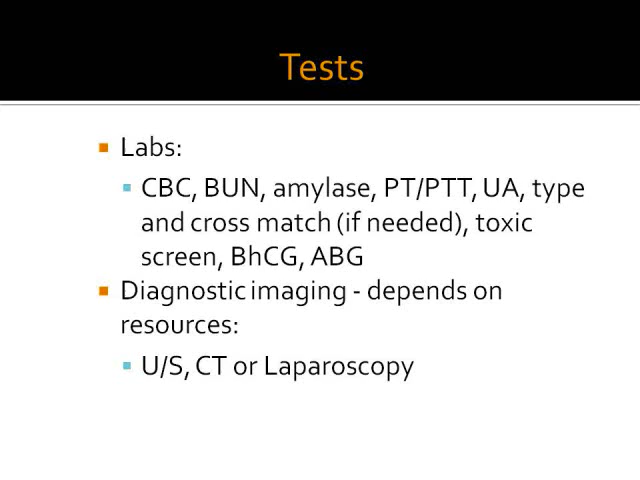 Tests
Labs:
CBC, BUN, amylase, PT/PTT, UA, type
and cross match (if needed), toxic
screen, BhCG, ABG
Diagnostic imaging - depends on
resources:
U/S, CT or Laparoscopy